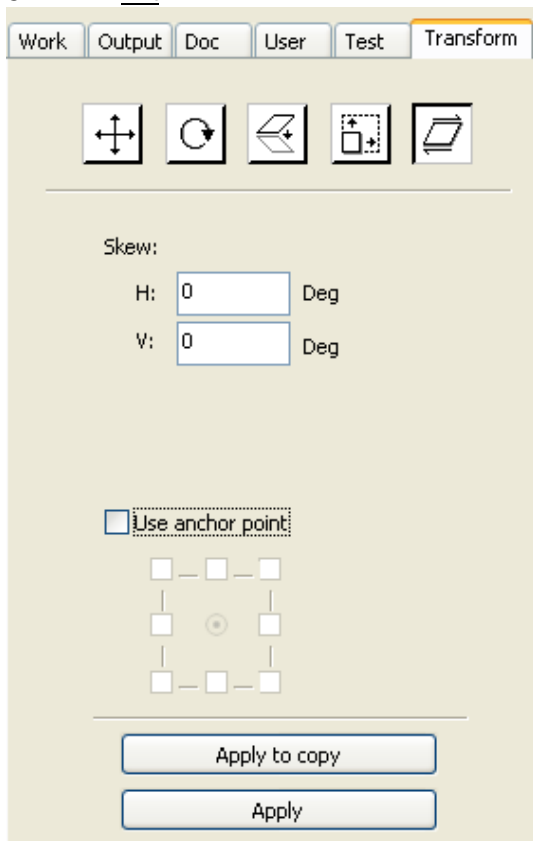 Work Output Doc User Test Transform
Skew:
H: 0 Deg
V: 0 Deg
Use anchor point
Apply to copy
Apply